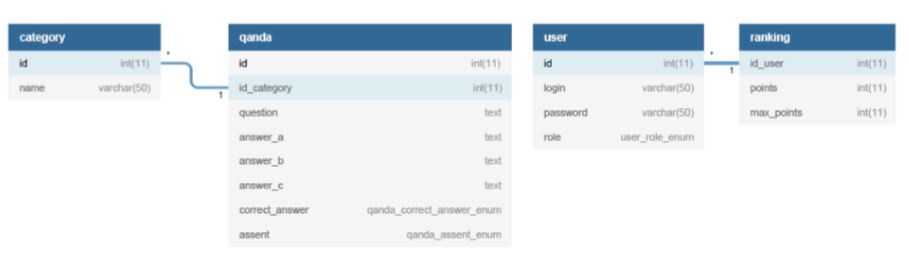 category
id int(11)
name varchar(50)
*
1
qanda
id int(11)
id_category int(11)
question text
answer_a text
answer_b text
answer_c text
correct_answer qanda_correct_answer_enum
assent qanda_assent_enum
user
id int(11)
login varchar(50)
password varchar(50)
role user_role_enum
*
1
ranking
id_user int(11)
points int(11)
max_points int(11)